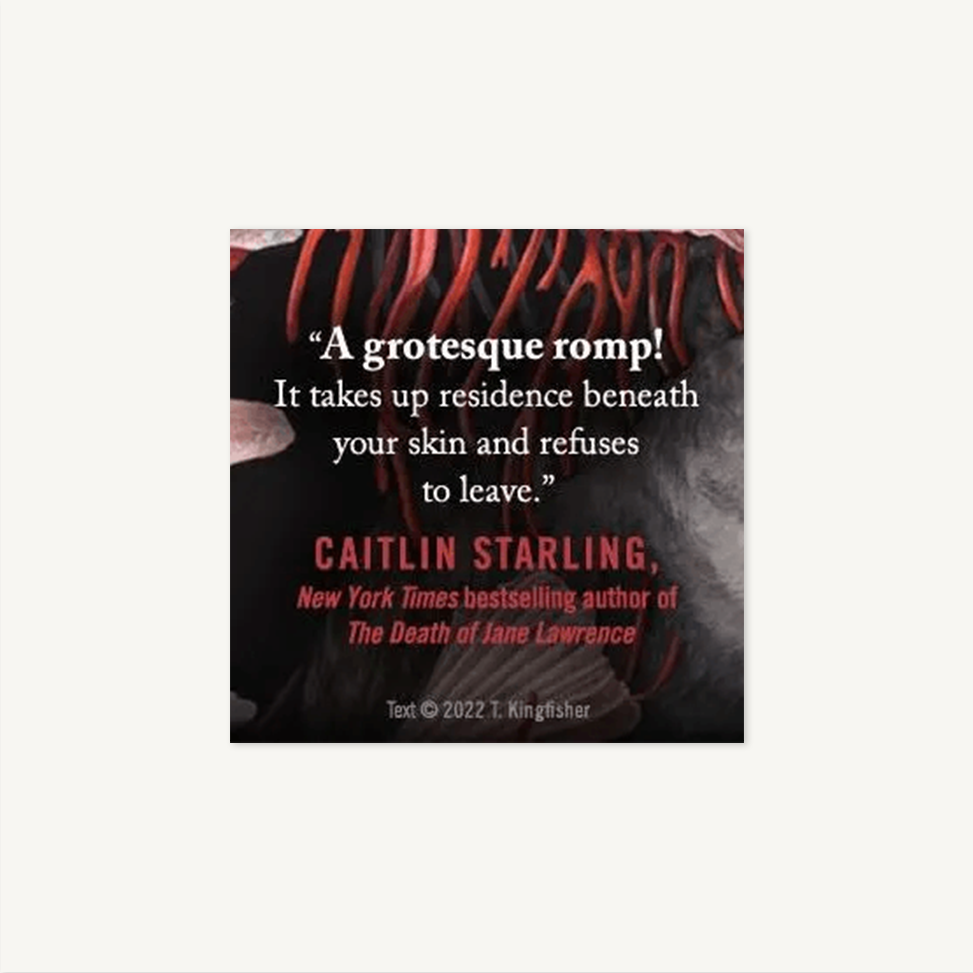 “A grotesque romp!
It takes up residence beneath
your skin and refuses
to leave.”
CAITLIN STARLING,
New York Times bestselling author of
The Death of Jane Lawrence
Text © 2022 T. Kingfisher